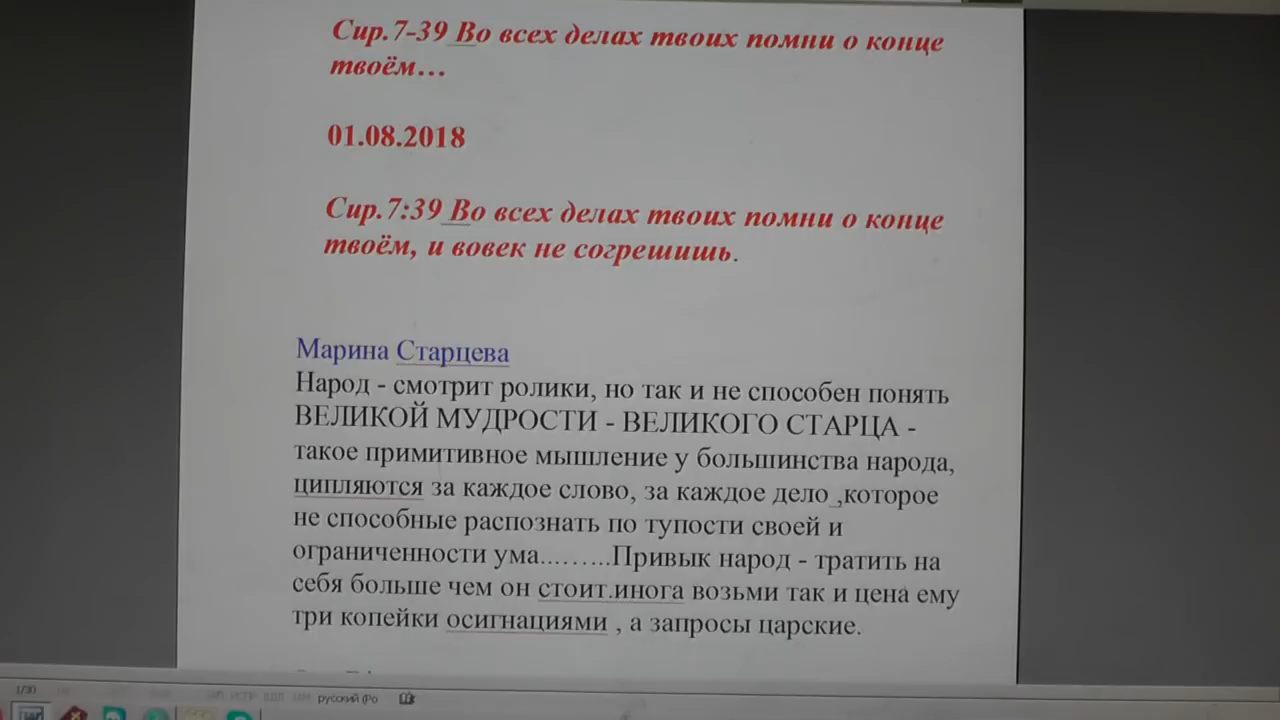 Сир.7-39 Во всех делах твоих помни о конце
твоём...
01.08.2018
Сир.7:39 Во всех делах твоих помни о конце
твоём, и вовек не согрешишь.
Марина Старцева
Народ - смотрит ролики, но так и не способен понять
ВЕЛИКОЙ МУДРОСТИ - ВЕЛИКОГО СТАРЦА -
такое примитивное мышление у большинства народа,
ципляются за каждое слово, за каждое дело ,которое
не способные распознать по тупости своей и
ограниченности ума...……..Привык народ - тратить на
себя больше чем он стоит.инога возьми так и цена ему
три копейки осигнациями , а запросы царские.
1/30
русский (Ро